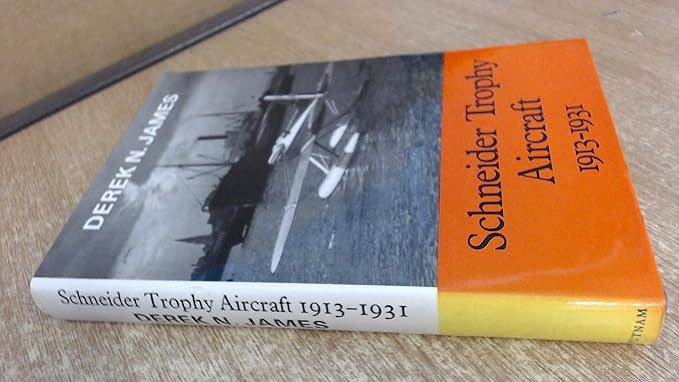 DEREK N. JAMES
Schneider Trophy
Aircraft
1913-1931
Schneider Trophy Aircraft 1913-1931
DEREK N. JAMES
PUTNAM